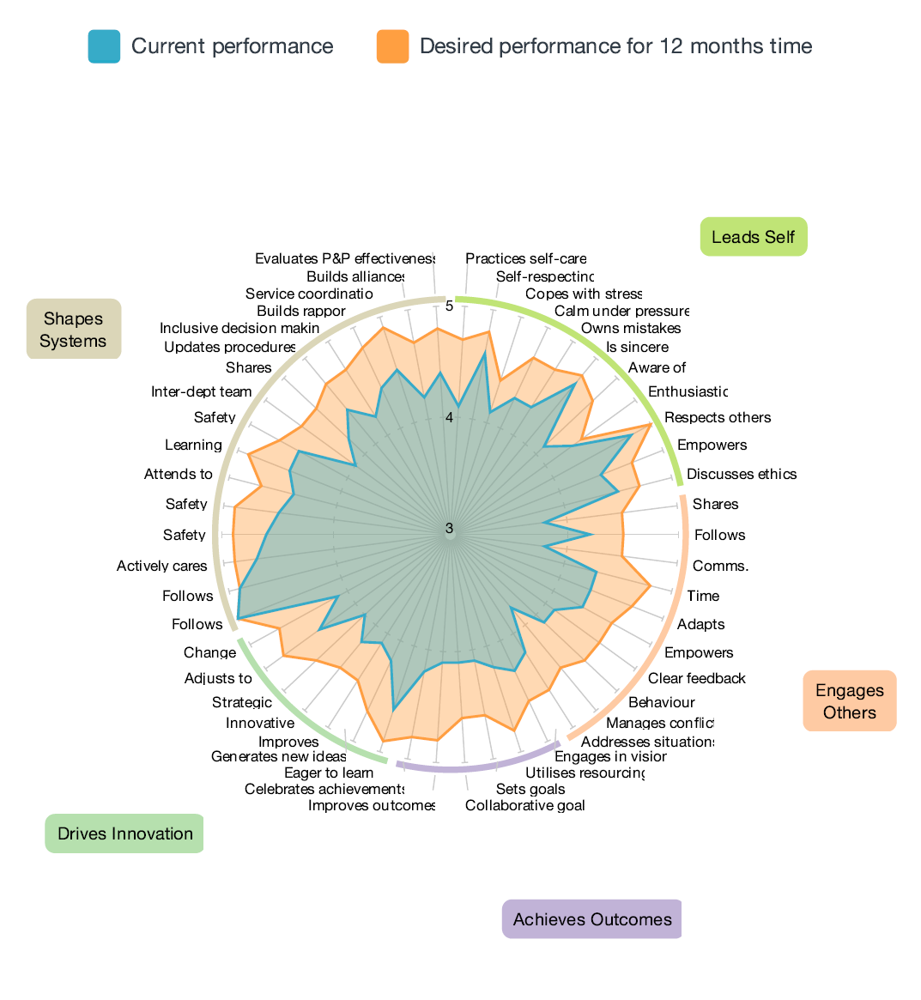 Current performance
Desired performance for 12 months time
Leads Self
Shapes
Systems
Engages
Others
Drives Innovation
Achieves Outcomes
5
4
3
Practices self-care
Self-respecting
Copes with stress
Calm under pressure
Owns mistakes
Is sincere
Aware of
Enthusiastic
Respects others
Empowers
Discusses ethics
Shares
Follows
Comms.
Time
Adapts
Empowers
Clear feedback
Behaviour
Manages conflict
Addresses situations
Engages in vision
Utilises resourcing
Sets goals
Collaborative goal
Improves outcomes
Celebrates achievements
Eager to learn
Generates new ideas
Improves
Innovative
Strategic
Adjusts to
Change
Follows
Follows
Actively cares
Safety
Safety
Attends to
Learning
Safety
Inter-dept team
Shares
Updates procedures
Inclusive decision makin
Builds rappor
Service coordinatio
Builds alliances
Evaluates P&P effectiveness